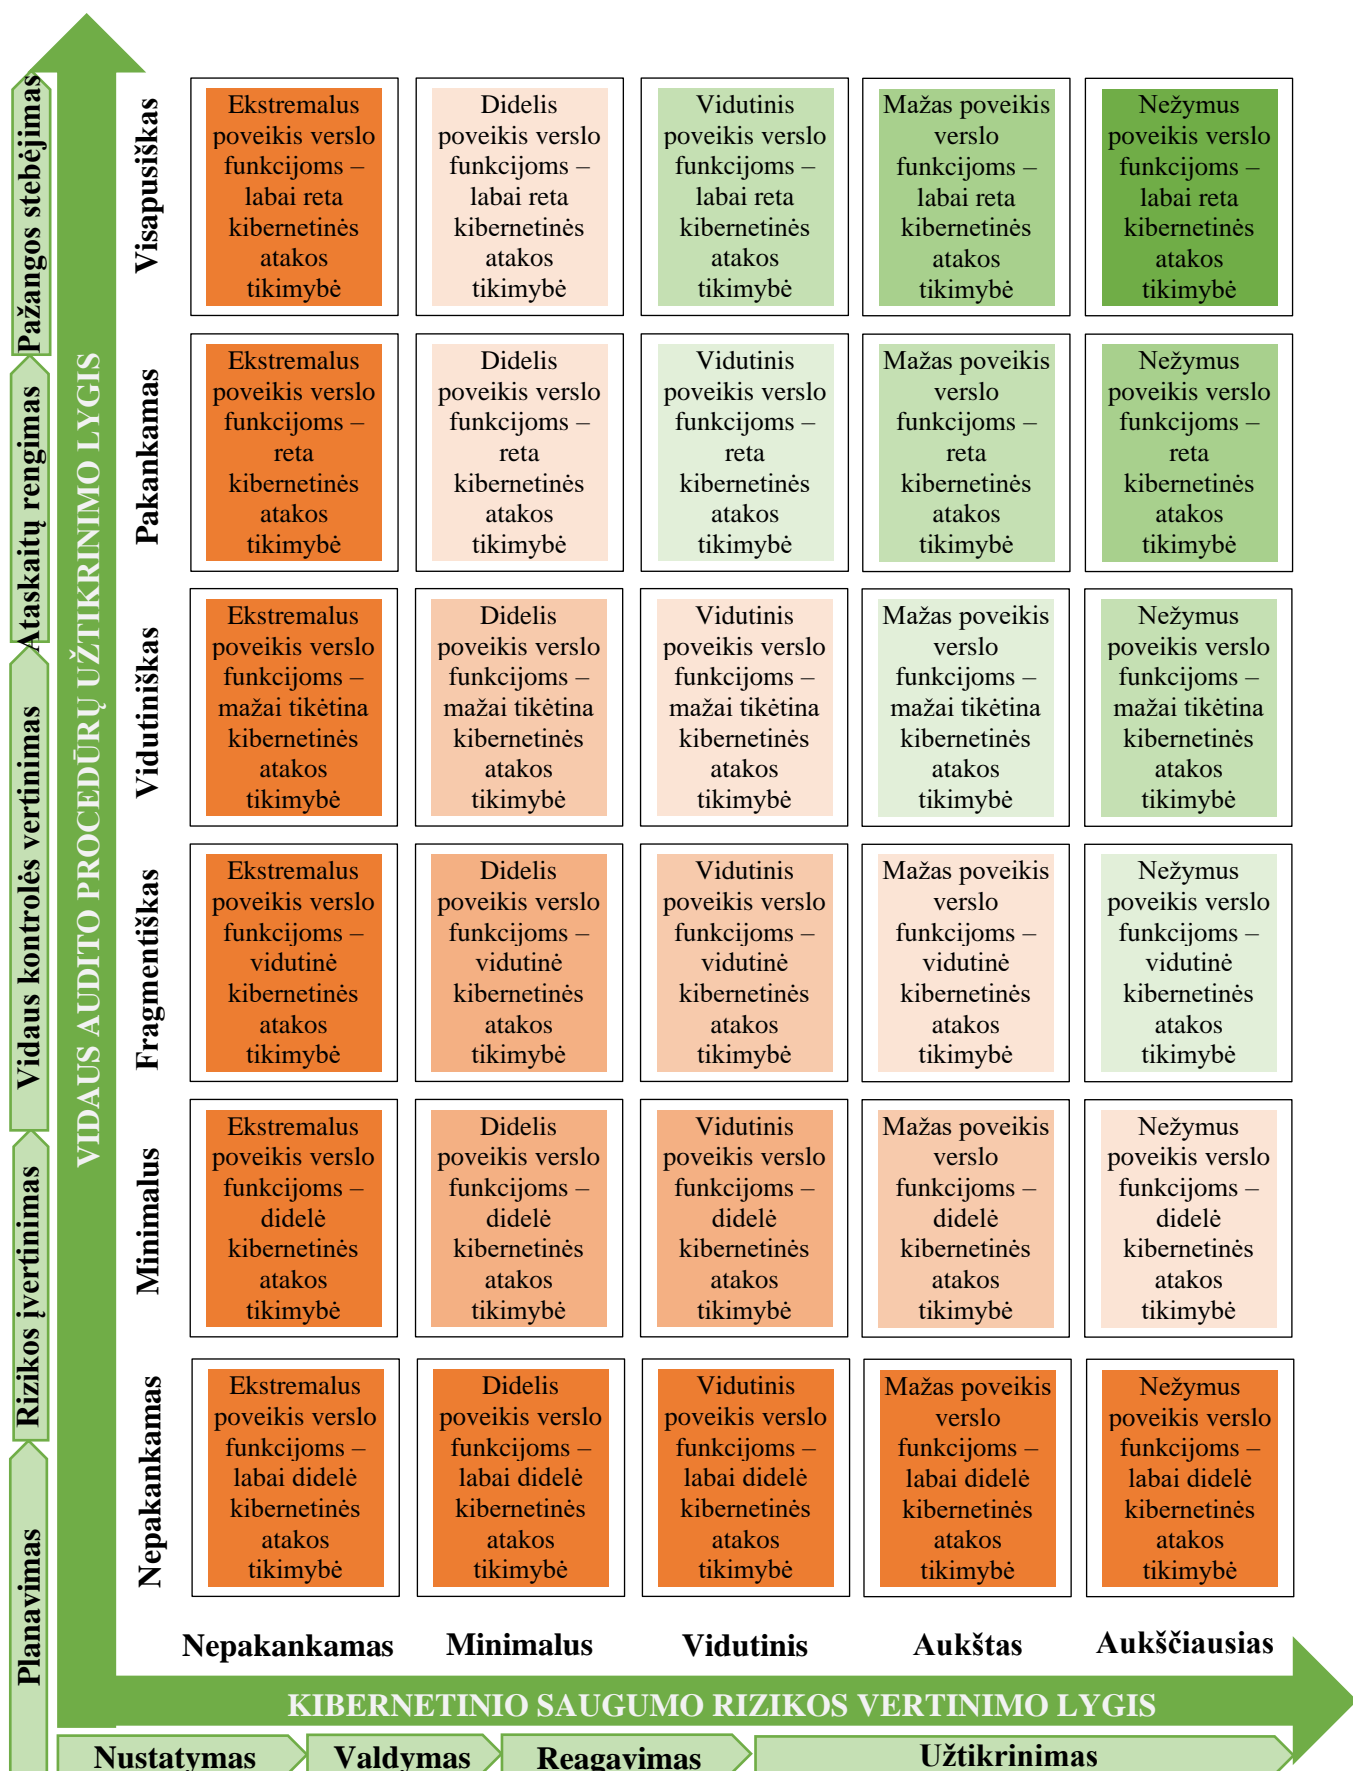 Pažangos stebėjimas
Ataskaitų rengimas
Vidaus kontrolės vertinimas
Rizikos įvertinimas
Planavimas
VIDAUS AUDITO PROCEDŪRŲ UŽTIKRINIMO LYGIS
Visapusiškas
Ekstremalus
poveikis verslo
funkcijoms –
labai reta
kibernetinės
atakos
tikimybė
Didelis
poveikis verslo
funkcijoms –
labai reta
kibernetinės
atakos
tikimybė
Vidutinis
poveikis verslo
funkcijoms –
labai reta
kibernetinės
atakos
tikimybė
Mažas poveikis
verslo
funkcijoms –
labai reta
kibernetinės
atakos
tikimybė
Nežymus
poveikis verslo
funkcijoms –
labai reta
kibernetinės
atakos
tikimybė
Pakankamas
Ekstremalus
poveikis verslo
funkcijoms –
reta
kibernetinės
atakos
tikimybė
Didelis
poveikis verslo
funkcijoms –
reta
kibernetinės
atakos
tikimybė
Vidutinis
poveikis verslo
funkcijoms –
reta
kibernetinės
atakos
tikimybė
Mažas poveikis
verslo
funkcijoms –
reta
kibernetinės
atakos
tikimybė
Nežymus
poveikis verslo
funkcijoms –
reta
kibernetinės
atakos
tikimybė
Vidutiniškas
Ekstremalus
poveikis verslo
funkcijoms –
mažai tikėtina
kibernetinės
atakos
tikimybė
Didelis
poveikis verslo
funkcijoms –
mažai tikėtina
kibernetinės
atakos
tikimybė
Vidutinis
poveikis verslo
funkcijoms –
mažai tikėtina
kibernetinės
atakos
tikimybė
Mažas poveikis
verslo
funkcijoms –
mažai tikėtina
kibernetinės
atakos
tikimybė
Nežymus
poveikis verslo
funkcijoms –
mažai tikėtina
kibernetinės
atakos
tikimybė
Fragmentiškas
Ekstremalus
poveikis verslo
funkcijoms –
vidutinė
kibernetinės
atakos
tikimybė
Didelis
poveikis verslo
funkcijoms –
vidutinė
kibernetinės
atakos
tikimybė
Vidutinis
poveikis verslo
funkcijoms –
vidutinė
kibernetinės
atakos
tikimybė
Mažas poveikis
verslo
funkcijoms –
vidutinė
kibernetinės
atakos
tikimybė
Nežymus
poveikis verslo
funkcijoms –
vidutinė
kibernetinės
atakos
tikimybė
Minimalus
Ekstremalus
poveikis verslo
funkcijoms –
didelė
kibernetinės
atakos
tikimybė
Didelis
poveikis verslo
funkcijoms –
didelė
kibernetinės
atakos
tikimybė
Vidutinis
poveikis verslo
funkcijoms –
didelė
kibernetinės
atakos
tikimybė
Mažas poveikis
verslo
funkcijoms –
didelė
kibernetinės
atakos
tikimybė
Nežymus
poveikis verslo
funkcijoms –
didelė
kibernetinės
atakos
tikimybė
Nepakankamas
Ekstremalus
poveikis verslo
funkcijoms –
labai didelė
kibernetinės
atakos
tikimybė
Didelis
poveikis verslo
funkcijoms –
labai didelė
kibernetinės
atakos
tikimybė
Vidutinis
poveikis verslo
funkcijoms –
labai didelė
kibernetinės
atakos
tikimybė
Mažas poveikis
verslo
funkcijoms –
labai didelė
kibernetinės
atakos
tikimybė
Nežymus
poveikis verslo
funkcijoms –
labai didelė
kibernetinės
atakos
tikimybė
Nepakankamas
Minimalus
Vidutinis
Aukštas
Aukščiausias
KIBERNETINIO SAUGUMO RIZIKOS VERTINIMO LYGIS
Nustatymas
Valdymas
Reagavimas
Užtikrinimas